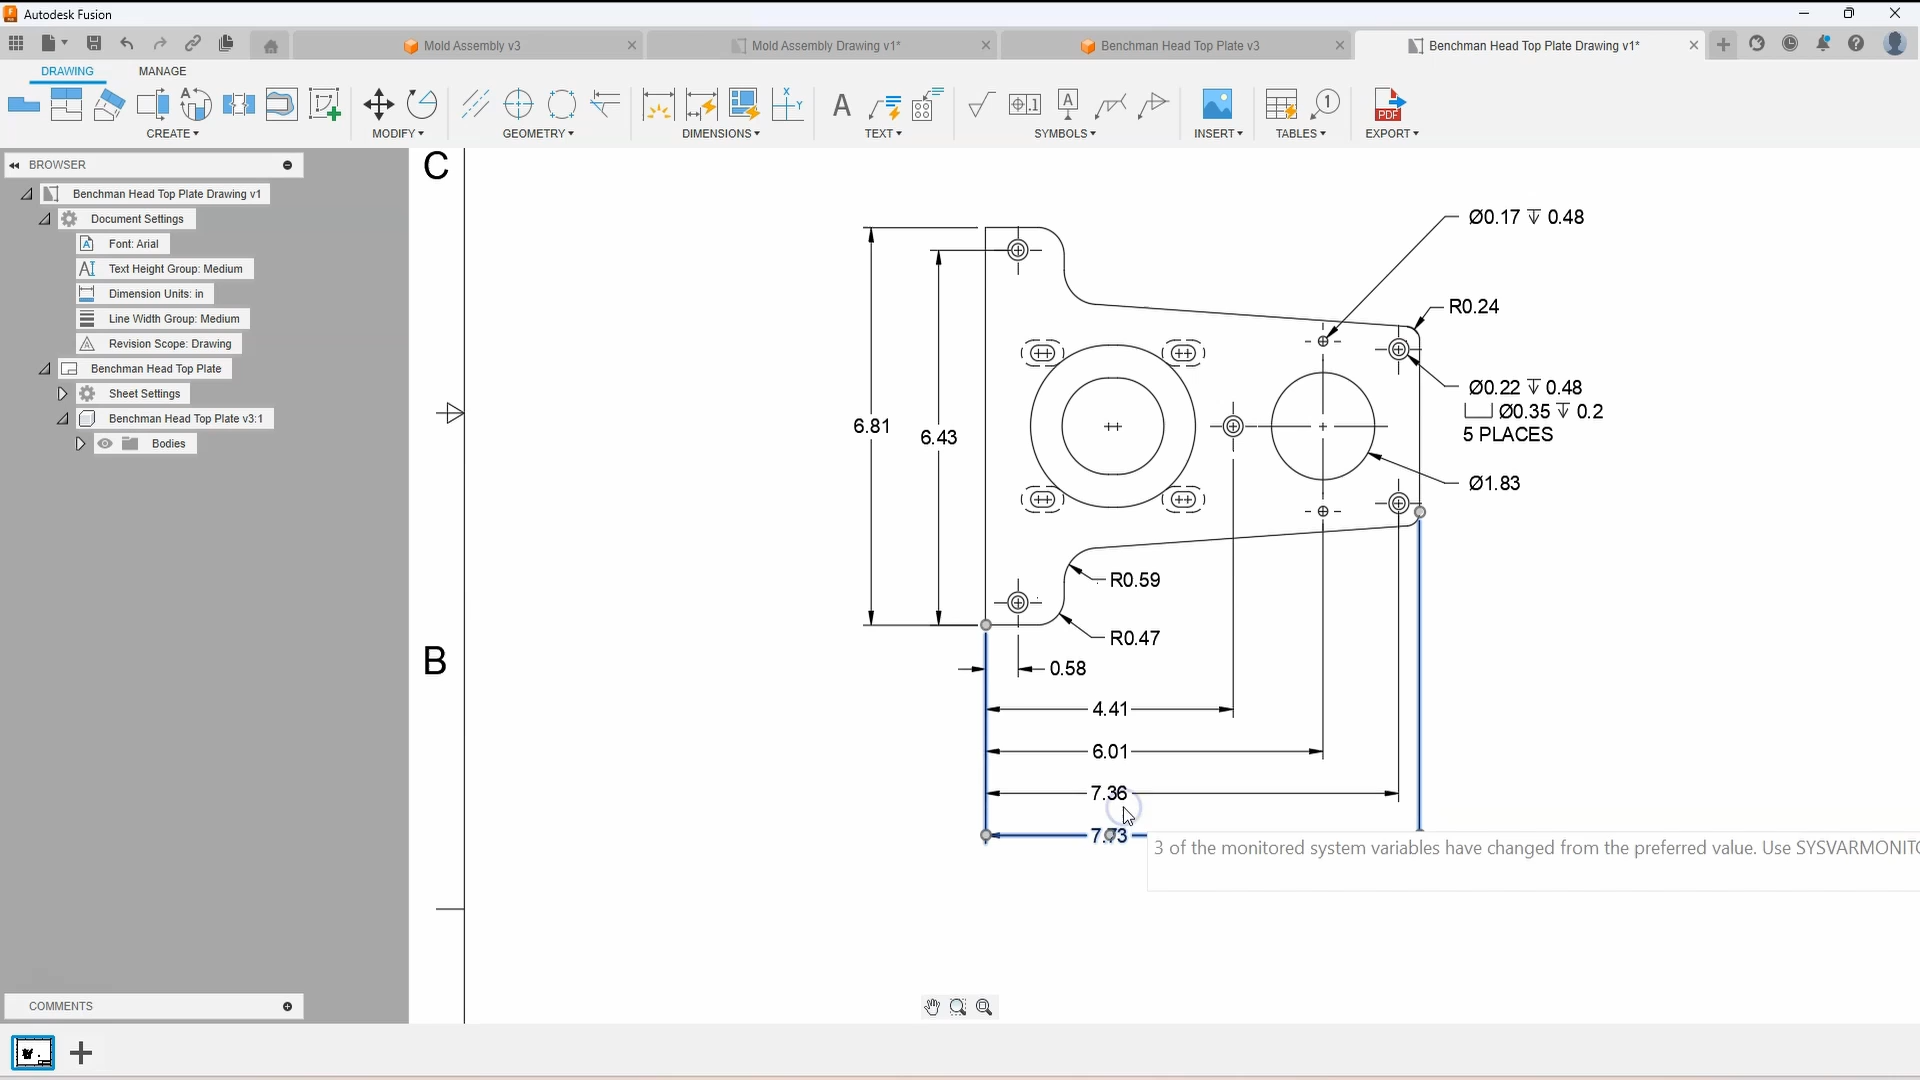 Autodesk Fusion
Mold Assembly v3
Mold Assembly Drawing v1*
Benchman Head Top Plate v3
Benchman Head Top Plate Drawing v1*
DRAWING
MANAGE
CREATE
MODIFY
GEOMETRY
DIMENSIONS
TEXT
SYMBOLS
INSERT
TABLES
EXPORT
BROWSER
Benchman Head Top Plate Drawing v1
Document Settings
Font: Arial
Text Height Group: Medium
Dimension Units: in
Line Width Group: Medium
Revision Scope: Drawing
Benchman Head Top Plate
Sheet Settings
Benchman Head Top Plate v3:1
Bodies
COMMENTS
C
B
Ø0.17 ↧ 0.48
R0.24
Ø0.22 ↧ 0.48
⌴ Ø0.35 ↧ 0.2
5 PLACES
6.81
6.43
Ø1.83
R0.59
R0.47
0.58
4.41
6.01
7.36
7.73
3 of the monitored system variables have changed from the preferred value. Use SYSVARMONITO